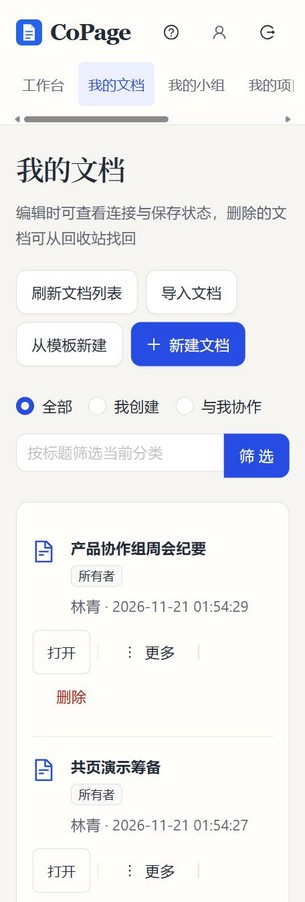 CoPage
工作台 我的文档 我的小组 我的项目
我的文档
编辑时可查看连接与保存状态，删除的文
档可从回收站找回
刷新文档列表 导入文档
从模板新建 新建文档
全部 我创建 与我协作
按标题筛选当前分类 筛 选
产品协作组周会纪要
所有者
林青 · 2026-11-21 01:54:29
打开 更多
删除
共页演示筹备
所有者
林青 · 2026-11-21 01:54:27
打开 更多